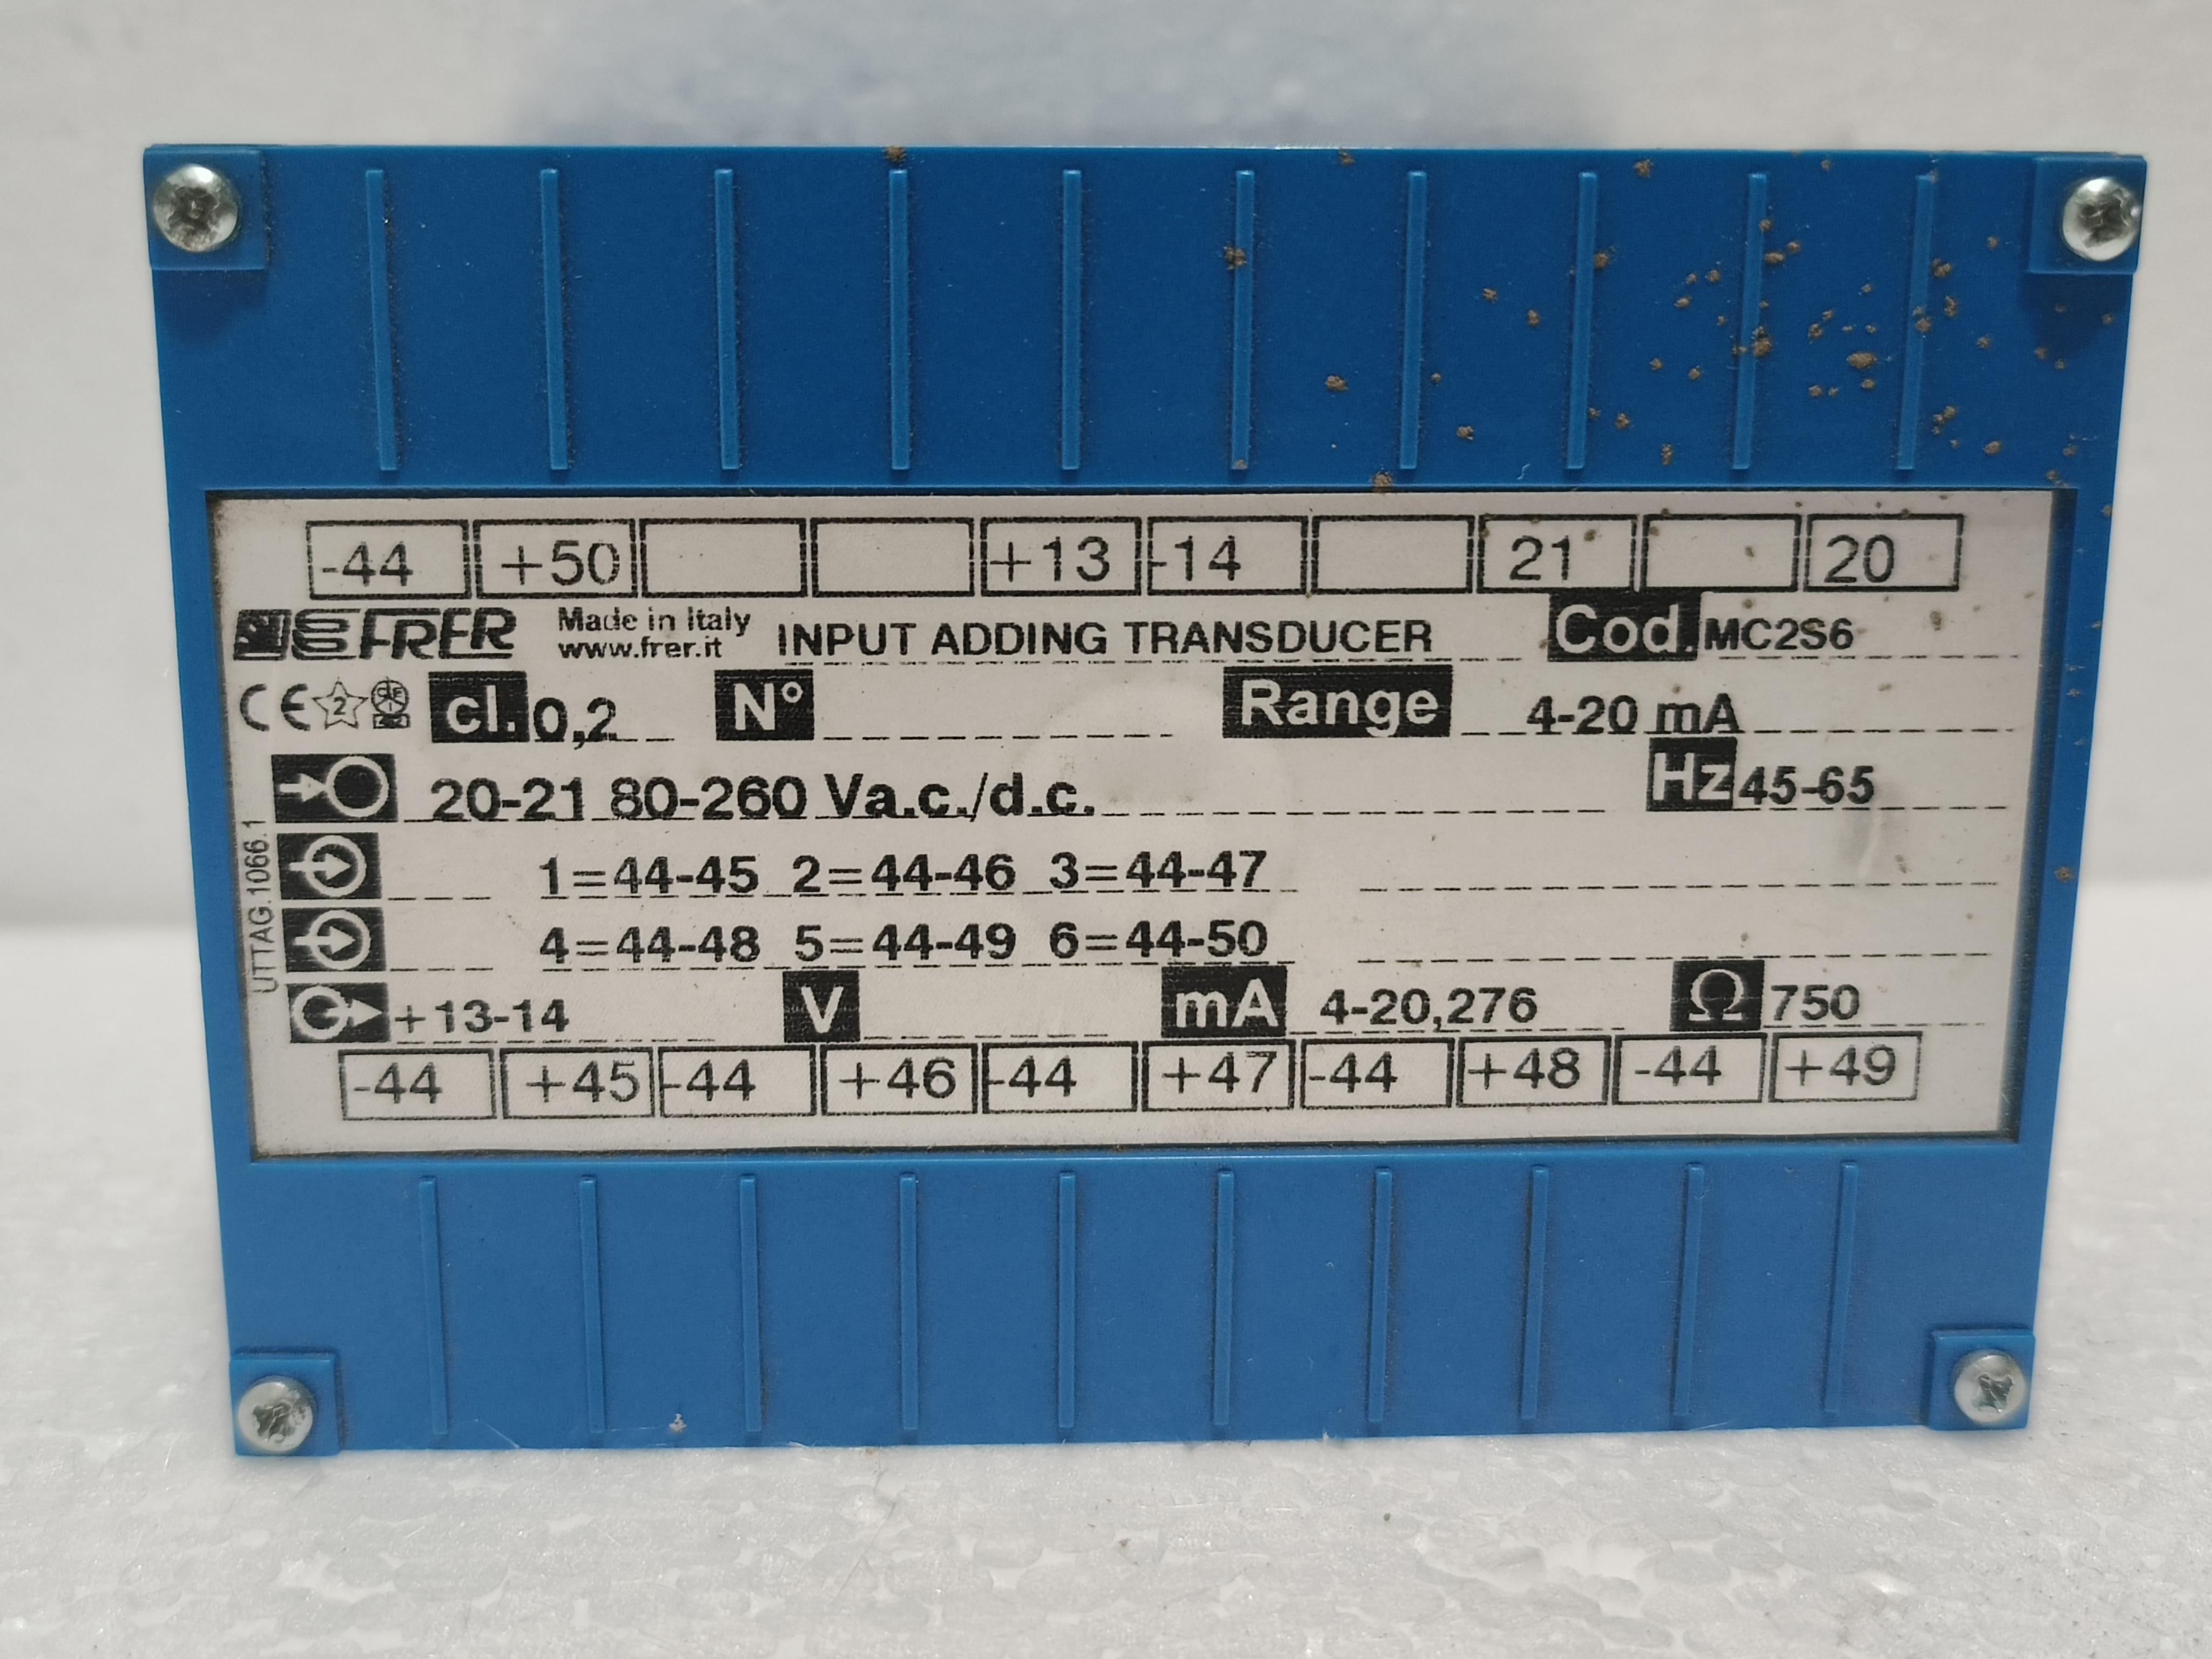 -44 +50 +13 -14 21 20
FRER Made in Italy www.frer.it INPUT ADDING TRANSDUCER Cod. MC2S6
CE 2 cl. 0,2 N° Range 4-20 mA
20-21 80-260 Va.c./d.c. Hz 45-65
1=44-45 2=44-46 3=44-47
4=44-48 5=44-49 6=44-50
+13-14 V mA 4-20,276 Ω 750
-44 +45 -44 +46 -44 +47 -44 +48 -44 +49
UTTAG.1066.1